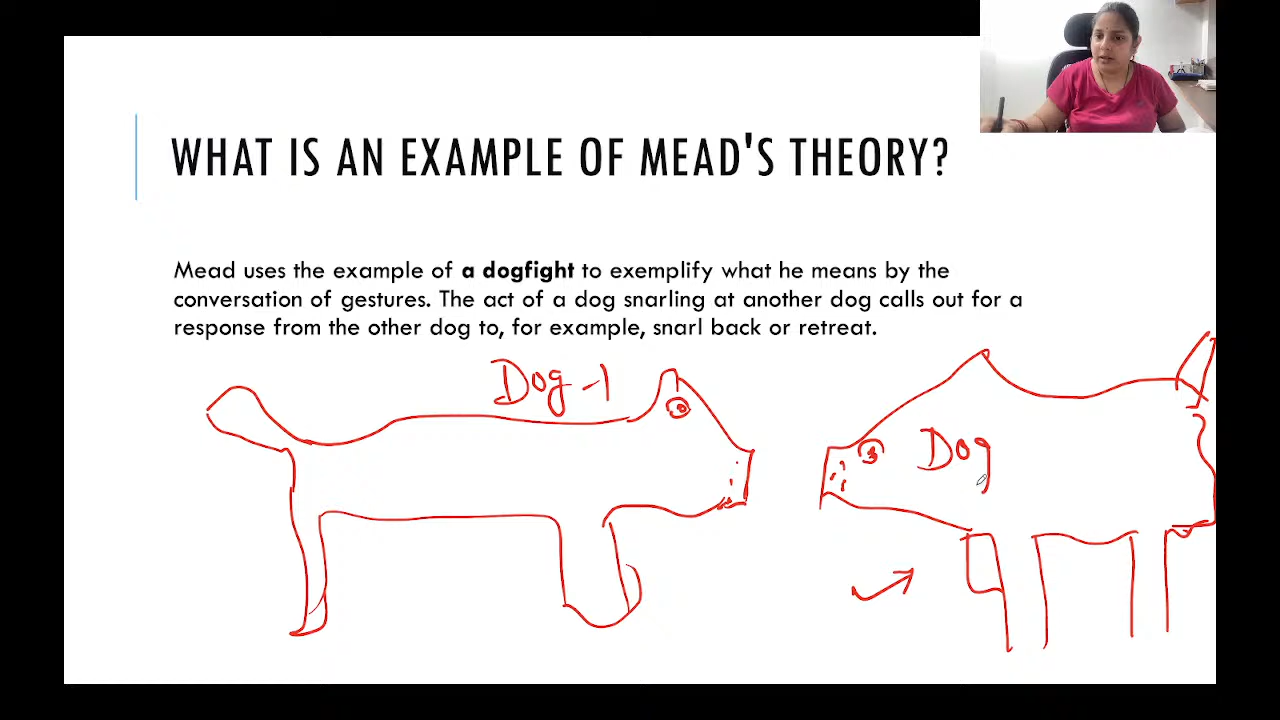 WHAT IS AN EXAMPLE OF MEAD'S THEORY?
Mead uses the example of a dogfight to exemplify what he means by the
conversation of gestures. The act of a dog snarling at another dog calls out for a
response from the other dog to, for example, snarl back or retreat.
Dog -1
Dog